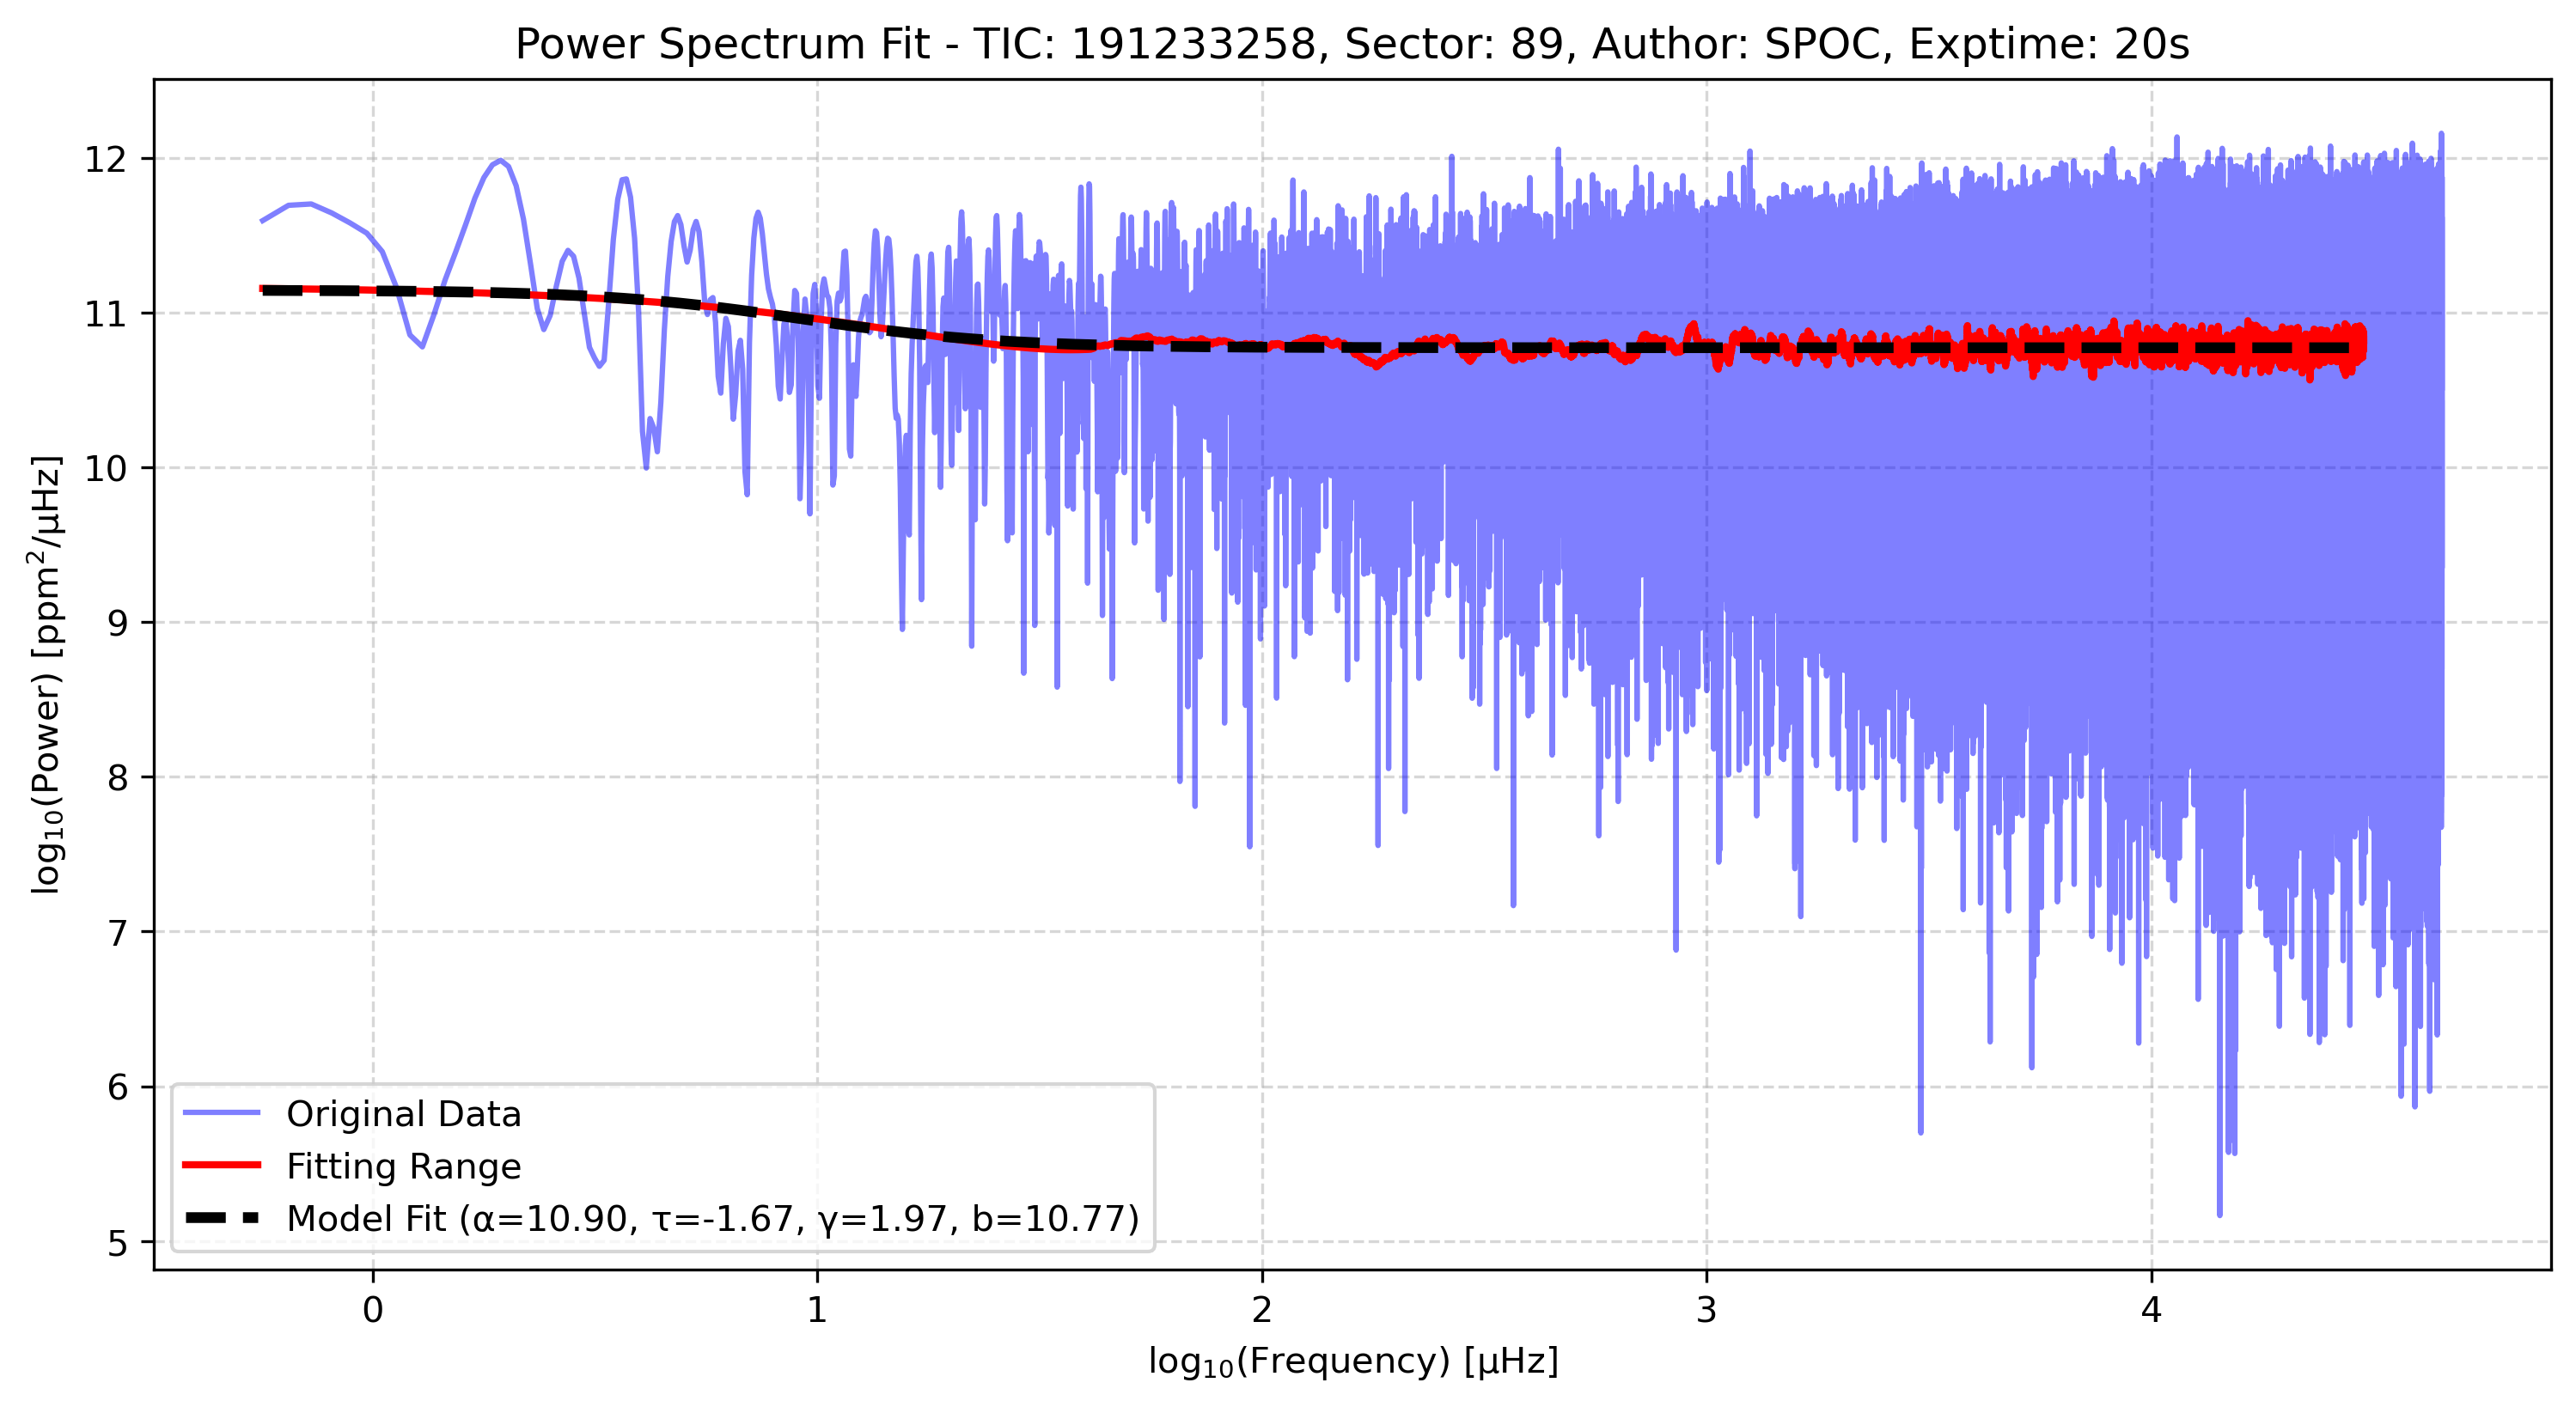 Power Spectrum Fit - TIC: 191233258, Sector: 89, Author: SPOC, Exptime: 20s
log₁₀(Power) [ppm²/μHz]
12
11
10
9
8
7
6
5
Original Data
Fitting Range
Model Fit (α=10.90, τ=-1.67, γ=1.97, b=10.77)
0 1 2 3 4
log₁₀(Frequency) [μHz]